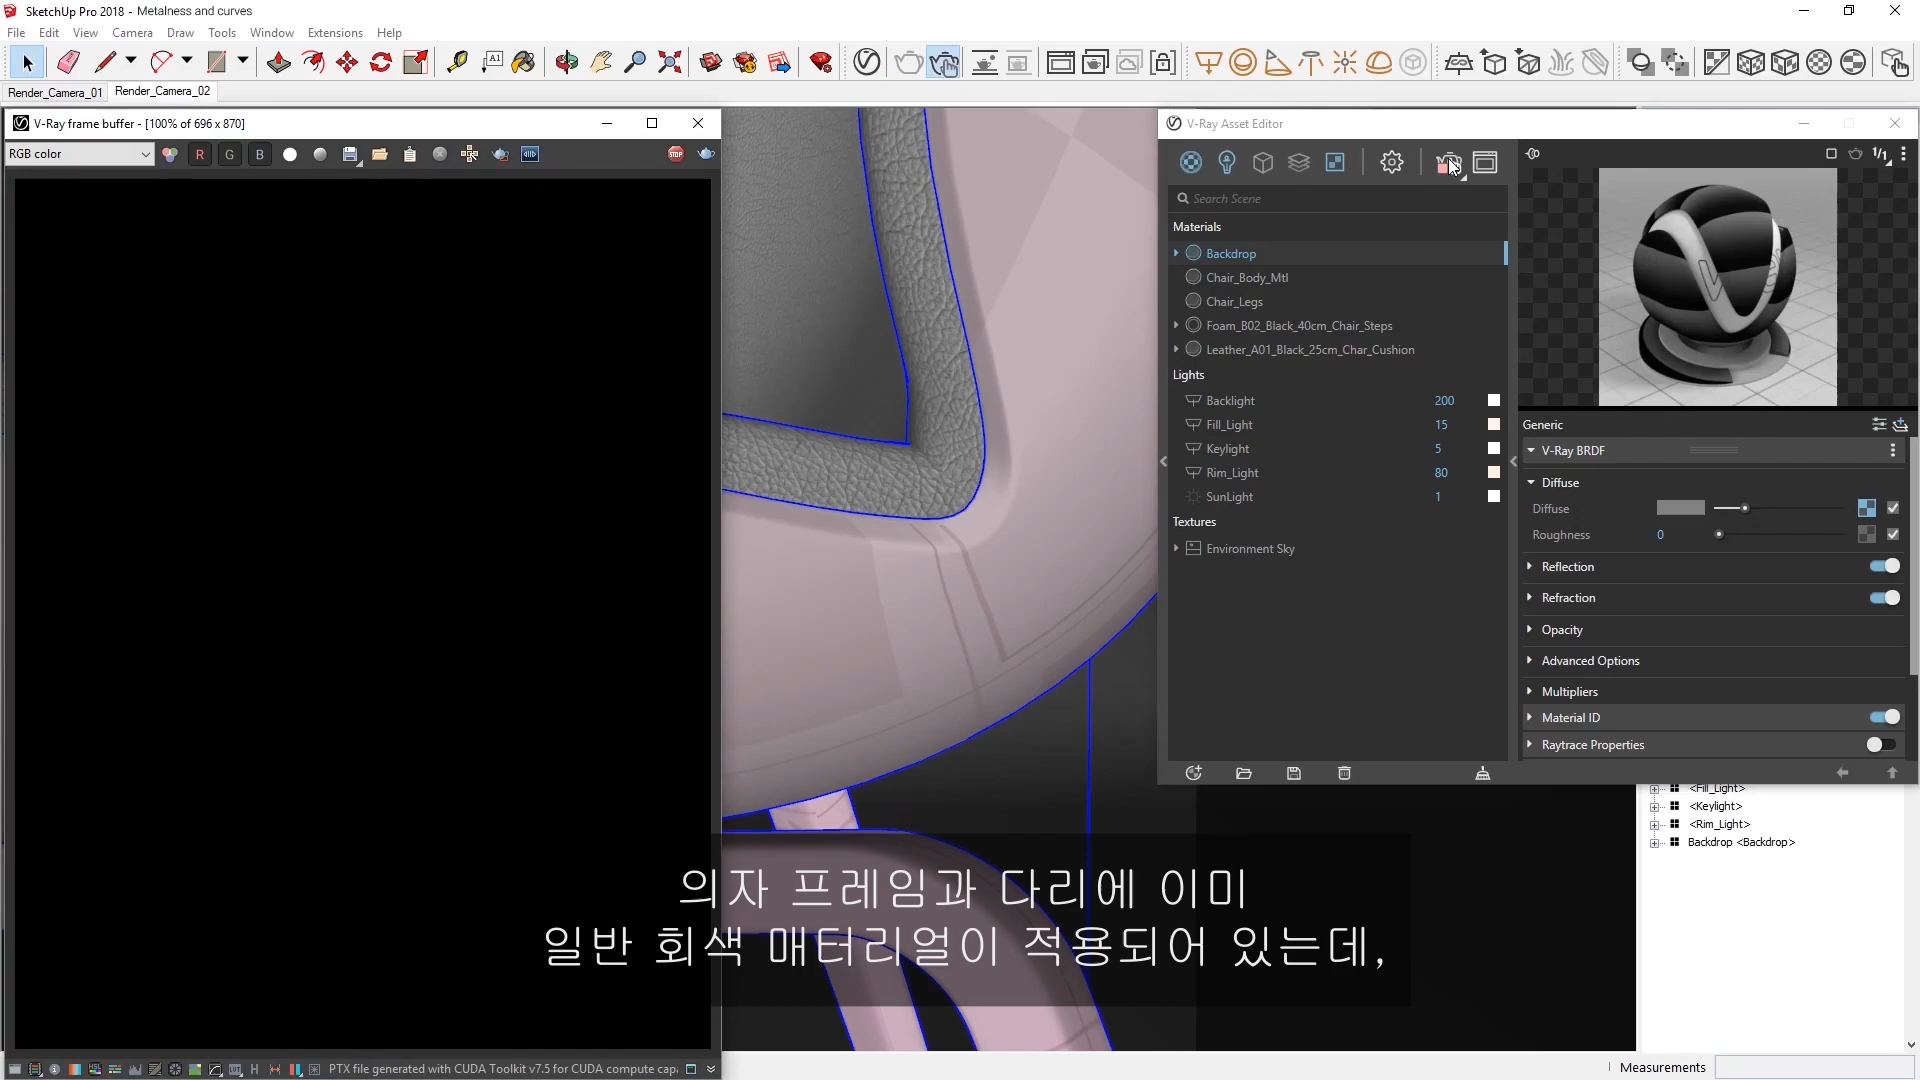 SketchUp Pro 2018 - Metalness and curves
File Edit View Camera Draw Tools Window Extensions Help
Render_Camera_01 Render_Camera_02
V-Ray frame buffer - [100% of 696 x 870]
RGB color
R G B
STOP
V-Ray Asset Editor
1/1
Search Scene
Materials
Backdrop
Chair_Body_Mtl
Chair_Legs
Foam_B02_Black_40cm_Chair_Steps
Leather_A01_Black_25cm_Char_Cushion
Lights
Backlight 200
Fill_Light 15
Keylight 5
Rim_Light 80
SunLight 1
Textures
Environment Sky
Generic
V-Ray BRDF
Diffuse
Diffuse
Roughness 0
Reflection
Refraction
Opacity
Advanced Options
Multipliers
Material ID
Raytrace Properties
<Fill_Light>
<Keylight>
<Rim_Light>
Backdrop <Backdrop>
의자 프레임과 다리에 이미
일반 회색 매터리얼이 적용되어 있는데,
PTX file generated with CUDA Toolkit v7.5 for CUDA compute capa
Measurements